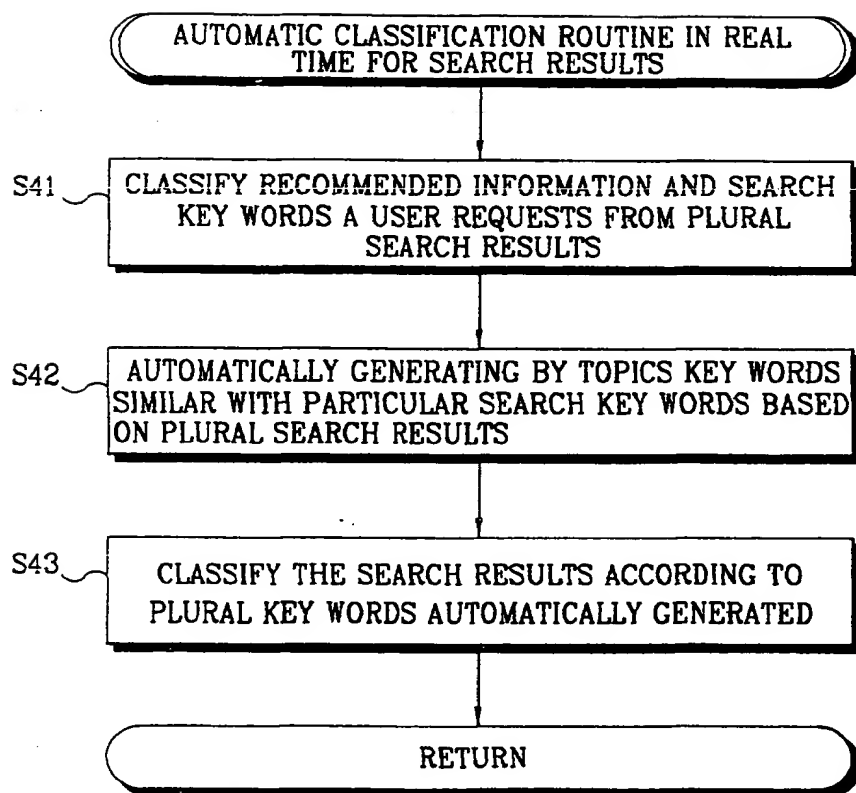 AUTOMATIC CLASSIFICATION ROUTINE IN REAL
TIME FOR SEARCH RESULTS
S41
CLASSIFY RECOMMENDED INFORMATION AND SEARCH
KEY WORDS A USER REQUESTS FROM PLURAL
SEARCH RESULTS
S42
AUTOMATICALLY GENERATING BY TOPICS KEY WORDS
SIMILAR WITH PARTICULAR SEARCH KEY WORDS BASED
ON PLURAL SEARCH RESULTS
S43
CLASSIFY THE SEARCH RESULTS ACCORDING TO
PLURAL KEY WORDS AUTOMATICALLY GENERATED
RETURN